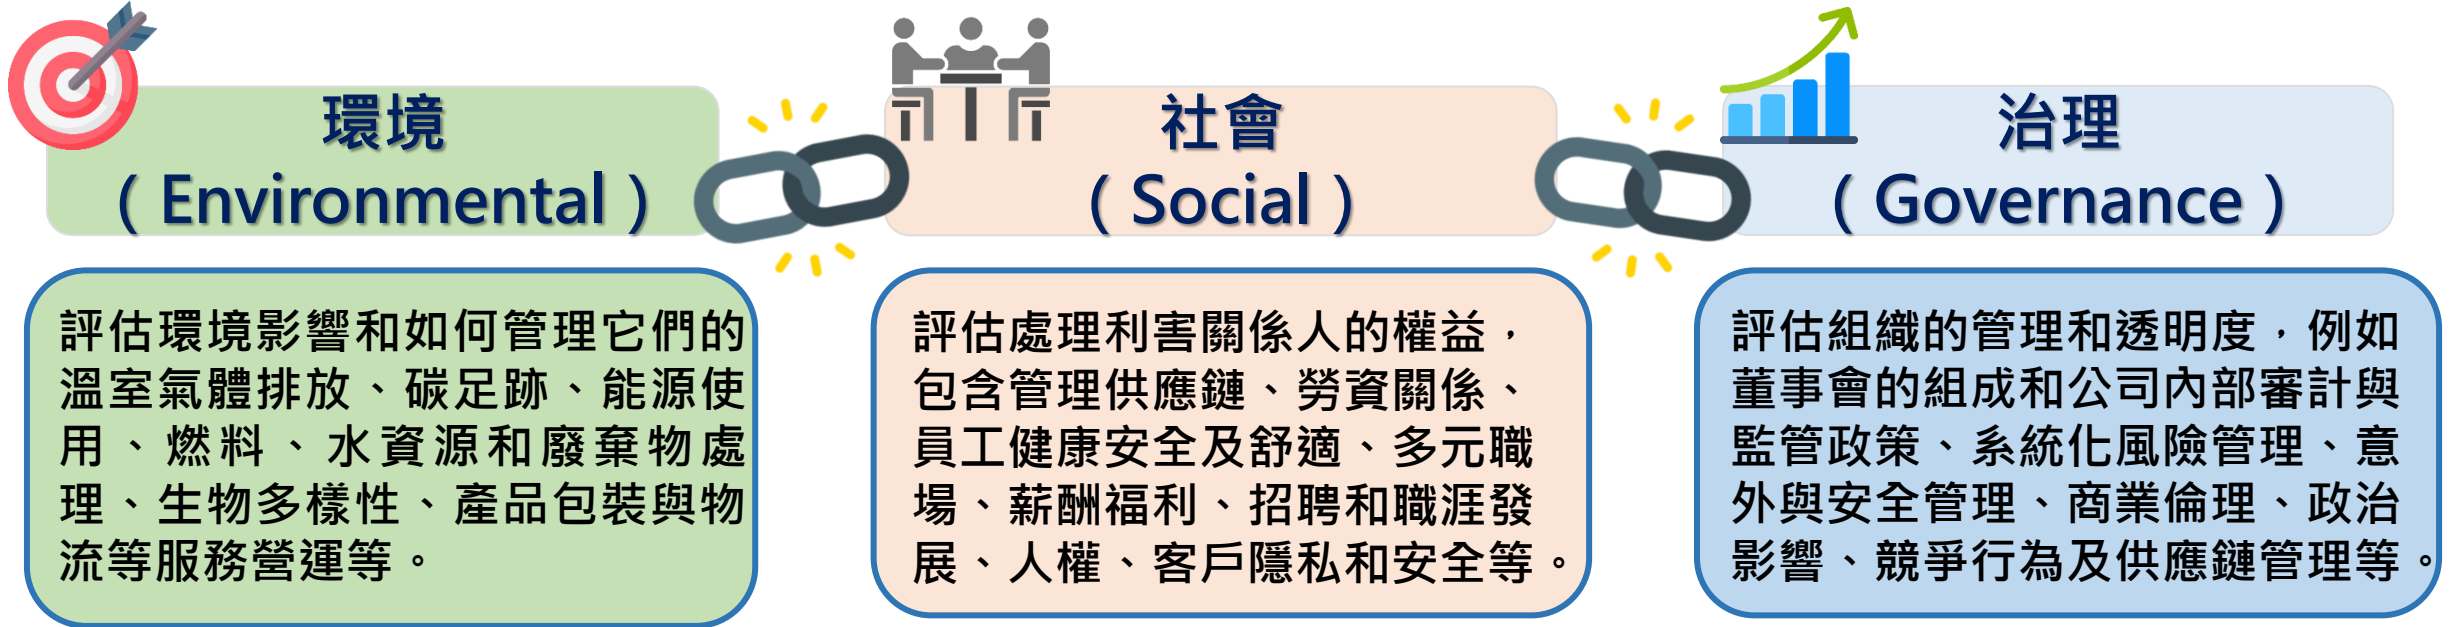 環境
（Environmental）
評估環境影響和如何管理它們的
溫室氣體排放、碳足跡、能源使
用、燃料、水資源和廢棄物處
理、生物多樣性、產品包裝與物
流等服務營運等。
社會
（Social）
評估處理利害關係人的權益，
包含管理供應鏈、勞資關係、
員工健康安全及舒適、多元職
場、薪酬福利、招聘和職涯發
展、人權、客戶隱私和安全等。
治理
（Governance）
評估組織的管理和透明度，例如
董事會的組成和公司內部審計與
監管政策、系統化風險管理、意
外與安全管理、商業倫理、政治
影響、競爭行為及供應鏈管理等。